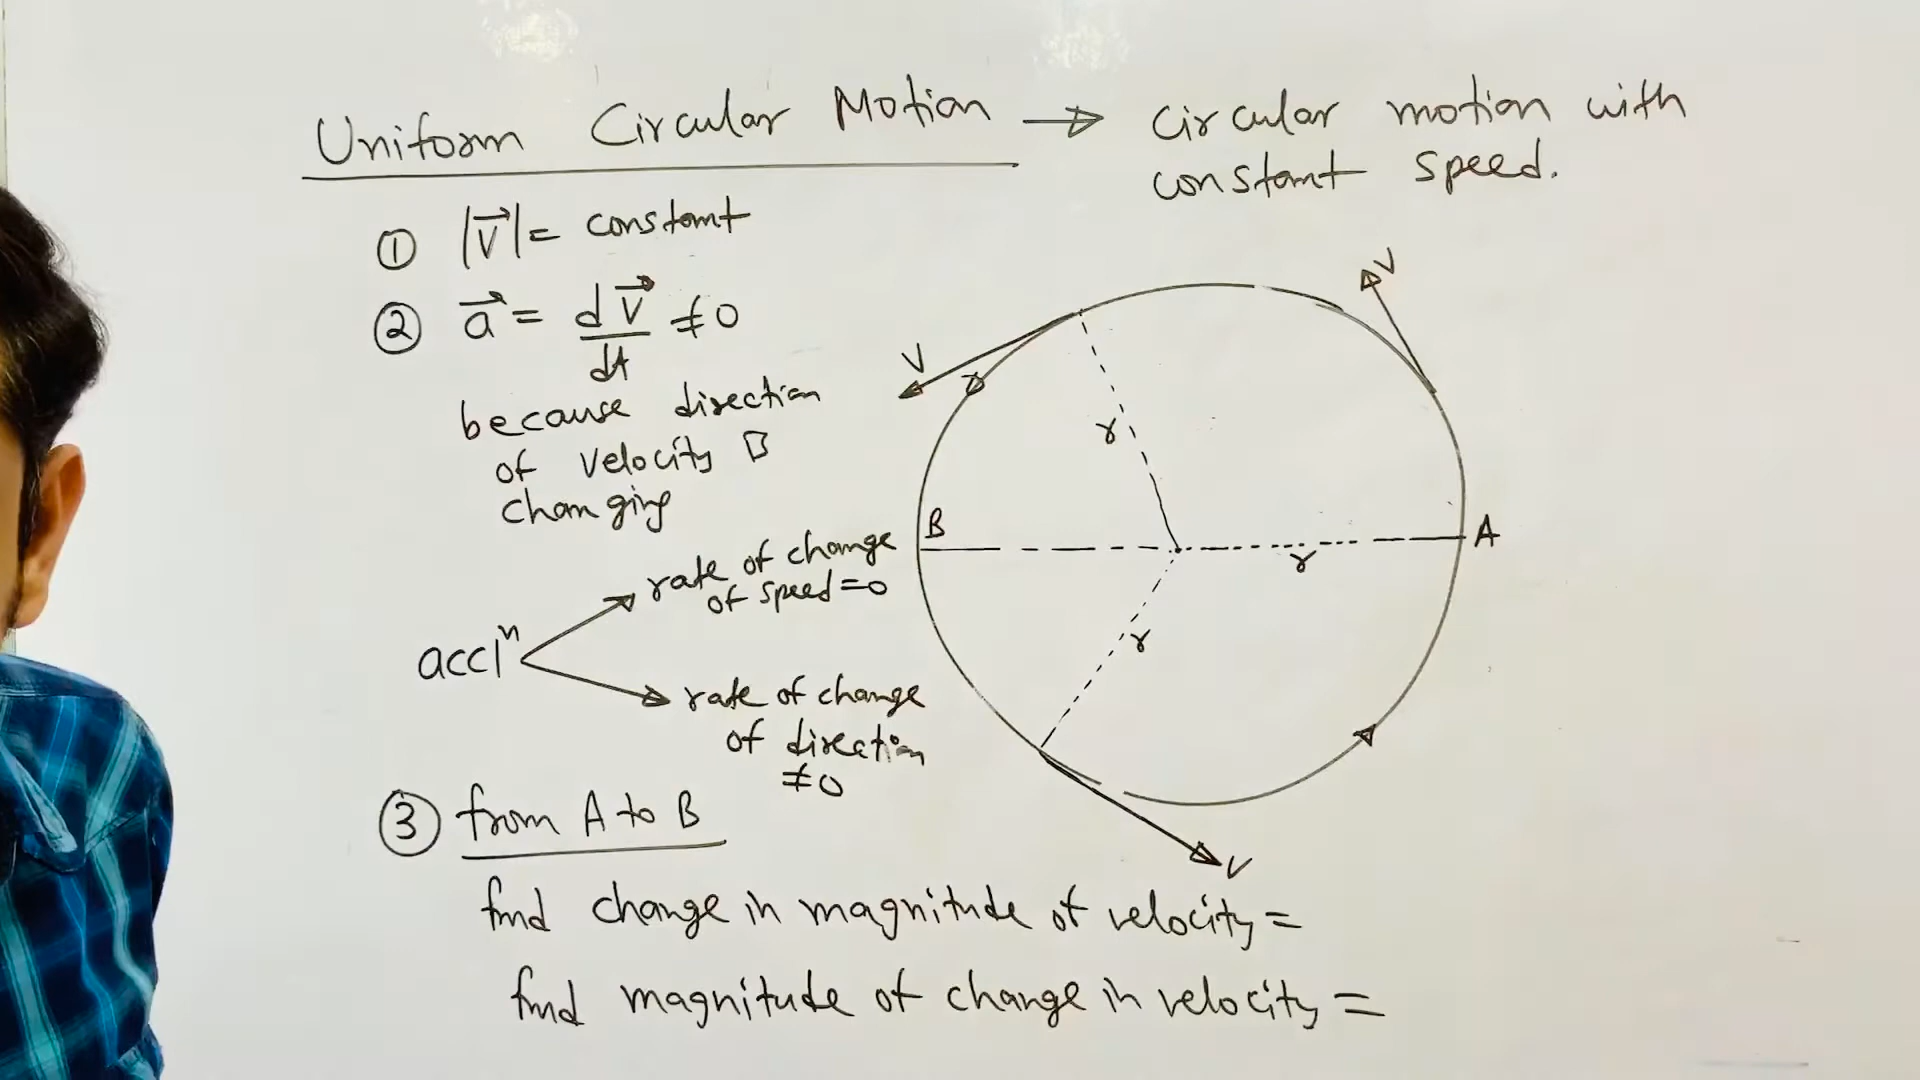 Uniform Circular Motion → circular motion with
constant speed.
① |v⃗| = constant
② a⃗ = dv⃗/dt ≠ 0
because direction
of velocity is
changing
accl^n
rate of change
of speed = 0
rate of change
of direction
≠ 0
③ from A to B
find change in magnitude of velocity =
find magnitude of change in velocity =
V
V
r
B
A
r
r
V